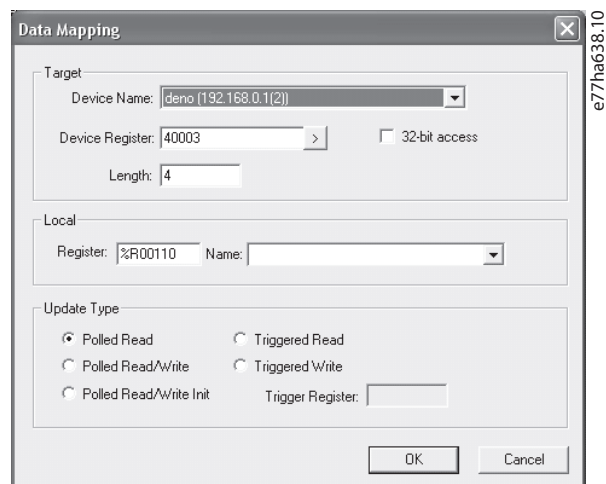 Data Mapping
Target
Device Name: deno (192.168.0.1(2))
Device Register: 40003 > 32-bit access
Length: 4
Local
Register: %R00110 Name:
Update Type
Polled Read Triggered Read
Polled Read/Write Triggered Write
Polled Read/Write Init Trigger Register:
OK Cancel
e77ha638.10